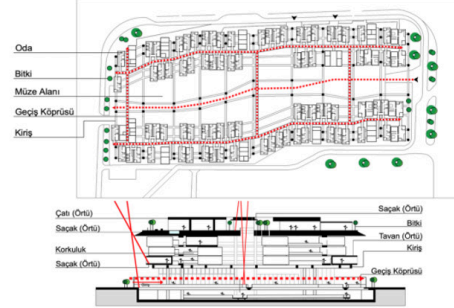 Oda
Bitki
Müze Alanı
Geçiş Köprüsü
Kiriş
Çatı (Örtü)
Saçak (Örtü)
Korkuluk
Saçak (Örtü)
Saçak (Örtü)
Bitki
Tavan (Örtü)
Kiriş
Geçiş Köprüsü